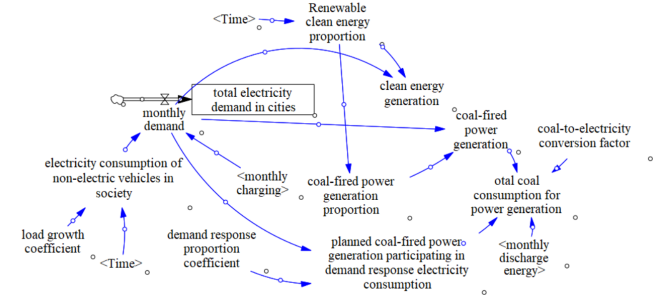 <Time>
Renewable
clean energy
proportion
total electricity
demand in cities
clean energy
generation
monthly
demand
coal-fired
power
generation
coal-to-electricity
conversion factor
electricity consumption of
non-electric vehicles in
society
<monthly
charging>
coal-fired power
generation
proportion
otal coal
consumption for
power generation
load growth
coefficient
<Time>
demand response
proportion
coefficient
planned coal-fired power
generation participating in
demand response electricity
consumption
<monthly
discharge
energy>